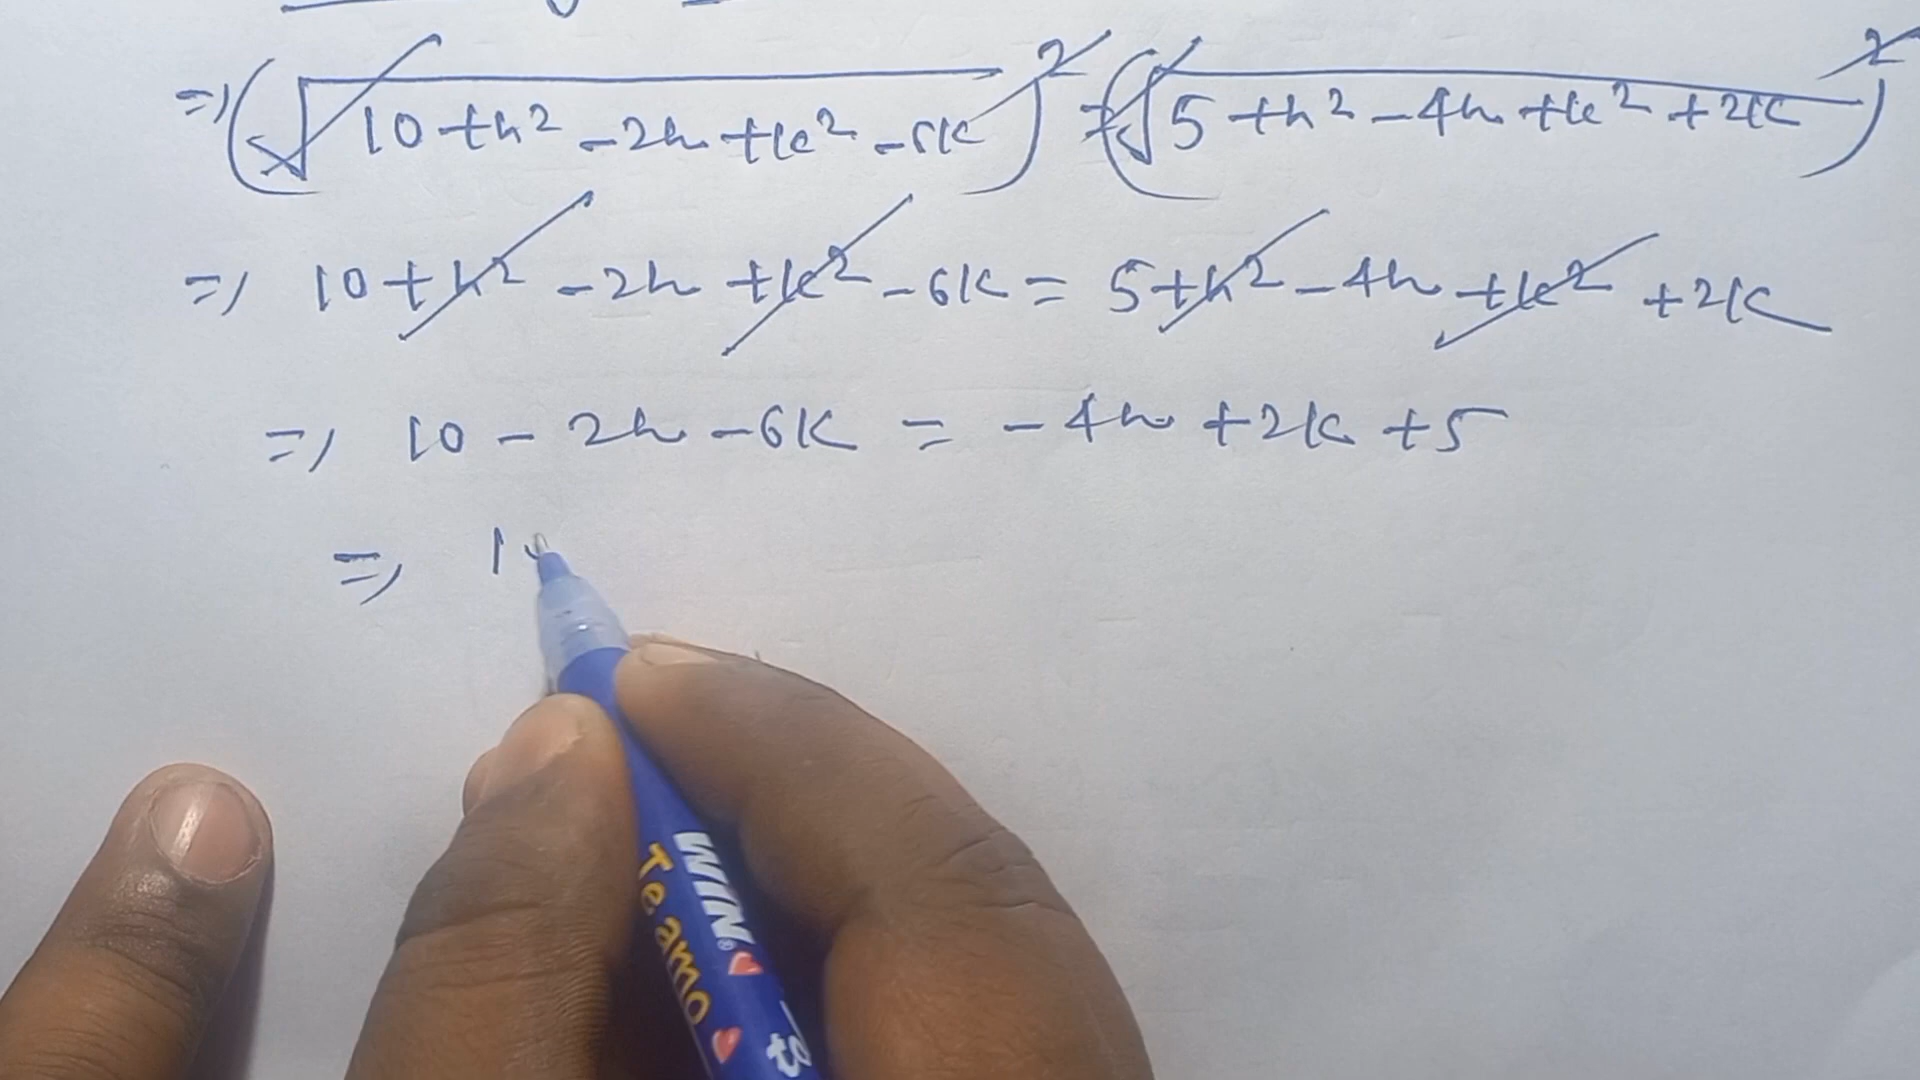 => (√10 + h² - 2h + k² - 6k)² = (√5 + h² - 4h + k² + 2k)²
=> 10 + h² - 2h + k² - 6k = 5 + h² - 4h + k² + 2k
=> 10 - 2h - 6k = - 4h + 2k + 5
=> 1
WIN®
Te amo
to